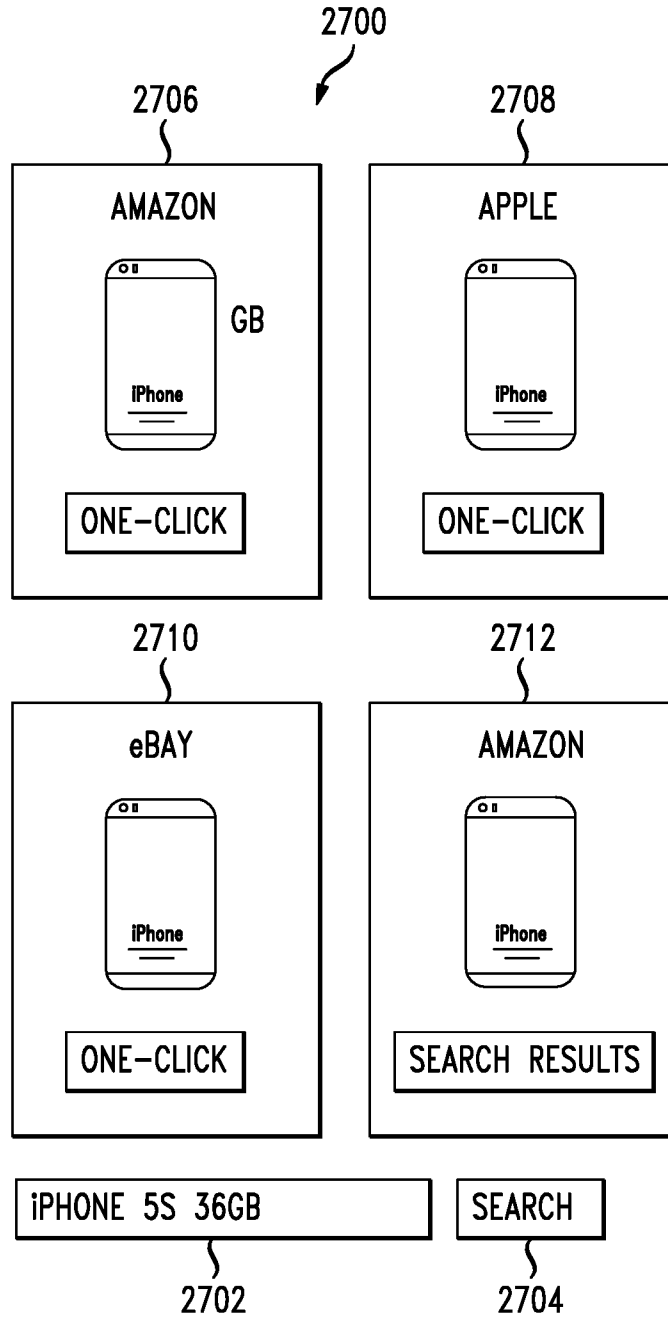 2700
2706
2708
AMAZON
APPLE
GB
iPhone
iPhone
ONE-CLICK
ONE-CLICK
2710
2712
eBAY
AMAZON
iPhone
iPhone
ONE-CLICK
SEARCH RESULTS
iPHONE 5S 36GB
SEARCH
2702
2704